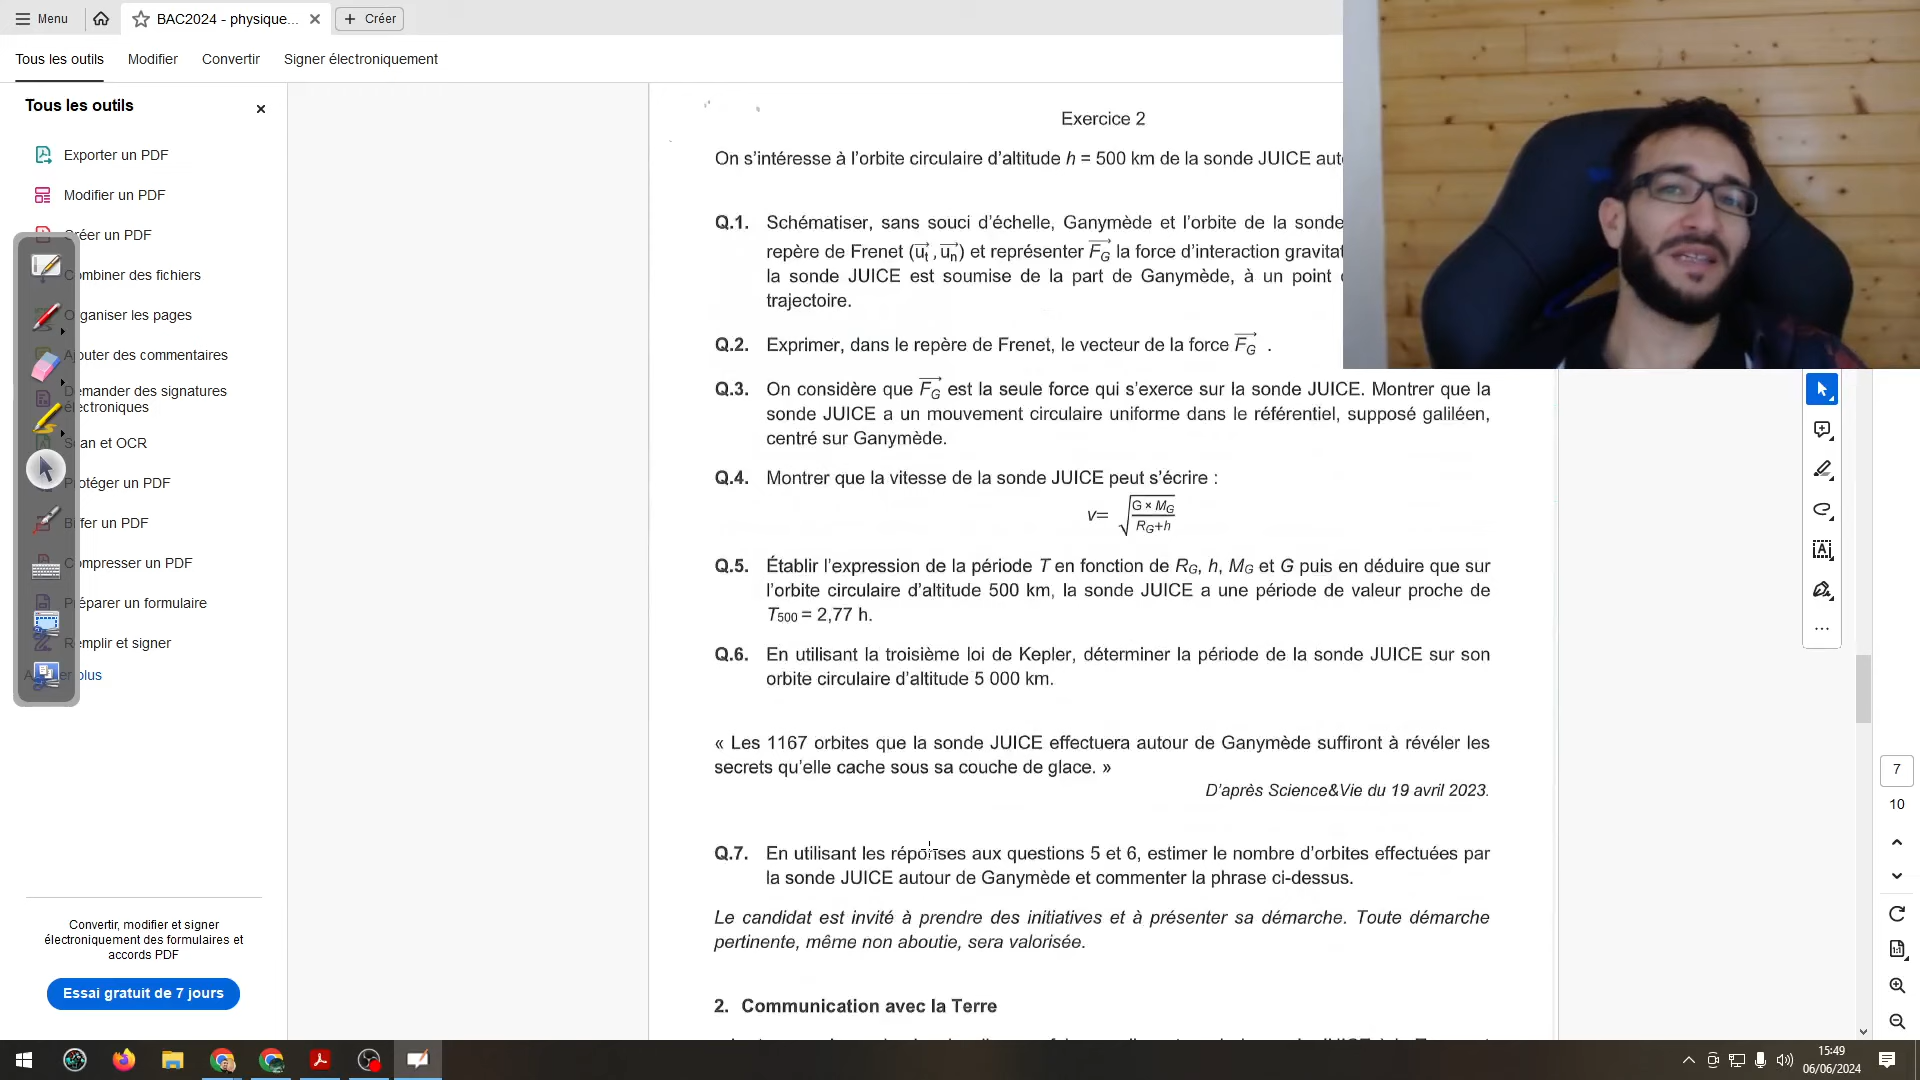 Menu
BAC2024 - physique...
Créer
Tous les outils
Modifier
Convertir
Signer électroniquement
Tous les outils
Exporter un PDF
Modifier un PDF
Créer un PDF
Combiner des fichiers
Organiser les pages
Ajouter des commentaires
Demander des signatures
électroniques
Scan et OCR
Protéger un PDF
Biffer un PDF
Compresser un PDF
Préparer un formulaire
Remplir et signer
plus
Convertir, modifier et signer
électroniquement des formulaires et
accords PDF
Essai gratuit de 7 jours
Exercice 2
On s'intéresse à l'orbite circulaire d'altitude h = 500 km de la sonde JUICE
Q.1. Schématiser, sans souci d'échelle, Ganymède et l'orbite de la sonde
repère de Frenet (u⃗t , u⃗n) et représenter F⃗G la force d'interaction
la sonde JUICE est soumise de la part de Ganymède, à un point
trajectoire.
Q.2. Exprimer, dans le repère de Frenet, le vecteur de la force F⃗G .
Q.3. On considère que F⃗G est la seule force qui s'exerce sur la sonde JUICE. Montrer que la
sonde JUICE a un mouvement circulaire uniforme dans le référentiel, supposé galiléen,
centré sur Ganymède.
Q.4. Montrer que la vitesse de la sonde JUICE peut s'écrire :
v= √(G × MG / RG+h)
Q.5. Établir l'expression de la période T en fonction de RG, h, MG et G puis en déduire que sur
l'orbite circulaire d'altitude 500 km, la sonde JUICE a une période de valeur proche de
T500 = 2,77 h.
Q.6. En utilisant la troisième loi de Kepler, déterminer la période de la sonde JUICE sur son
orbite circulaire d'altitude 5 000 km.
« Les 1167 orbites que la sonde JUICE effectuera autour de Ganymède suffiront à révéler les
secrets qu'elle cache sous sa couche de glace. »
D'après Science&Vie du 19 avril 2023.
Q.7. En utilisant les réponses aux questions 5 et 6, estimer le nombre d'orbites effectuées par
la sonde JUICE autour de Ganymède et commenter la phrase ci-dessus.
Le candidat est invité à prendre des initiatives et à présenter sa démarche. Toute démarche
pertinente, même non aboutie, sera valorisée.
2. Communication avec la Terre
7
10
15:49
06/06/2024